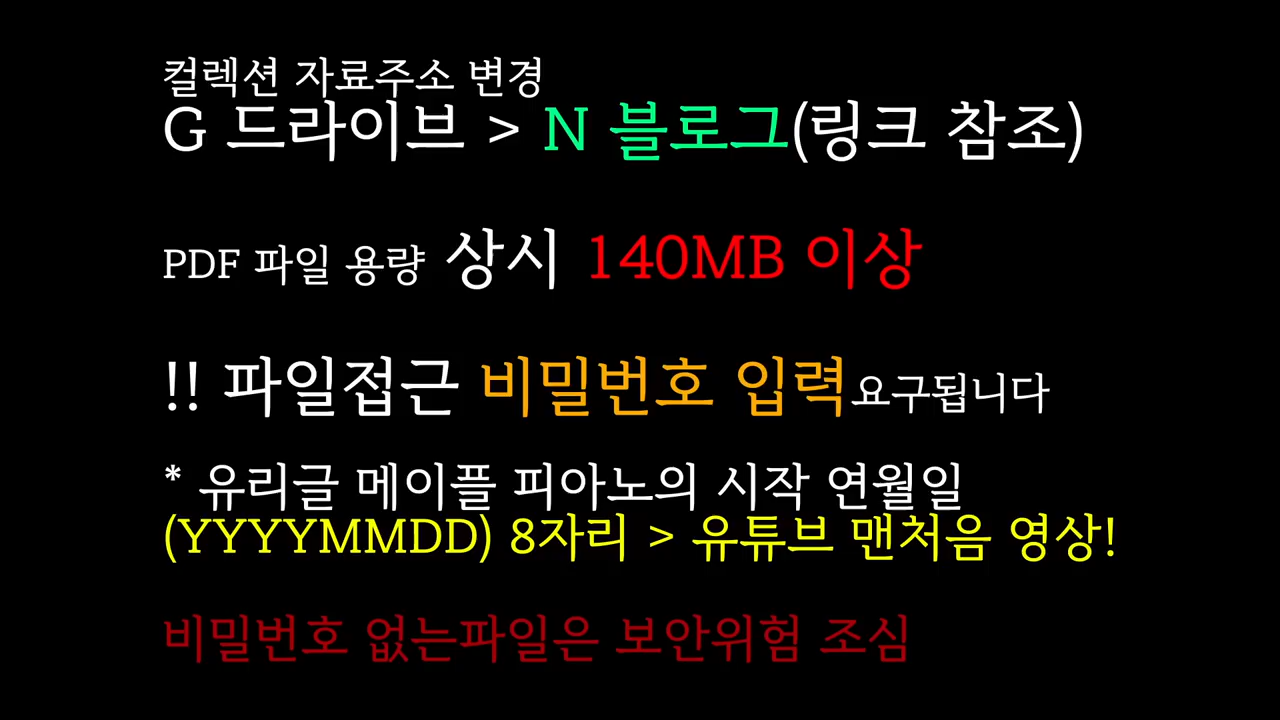 컬렉션 자료주소 변경
G 드라이브 > N 블로그(링크 참조)
PDF 파일 용량 상시 140MB 이상
!! 파일접근 비밀번호 입력요구됩니다
* 유리글 메이플 피아노의 시작 연월일
(YYYYMMDD) 8자리 > 유튜브 맨처음 영상!
비밀번호 없는파일은 보안위험 조심